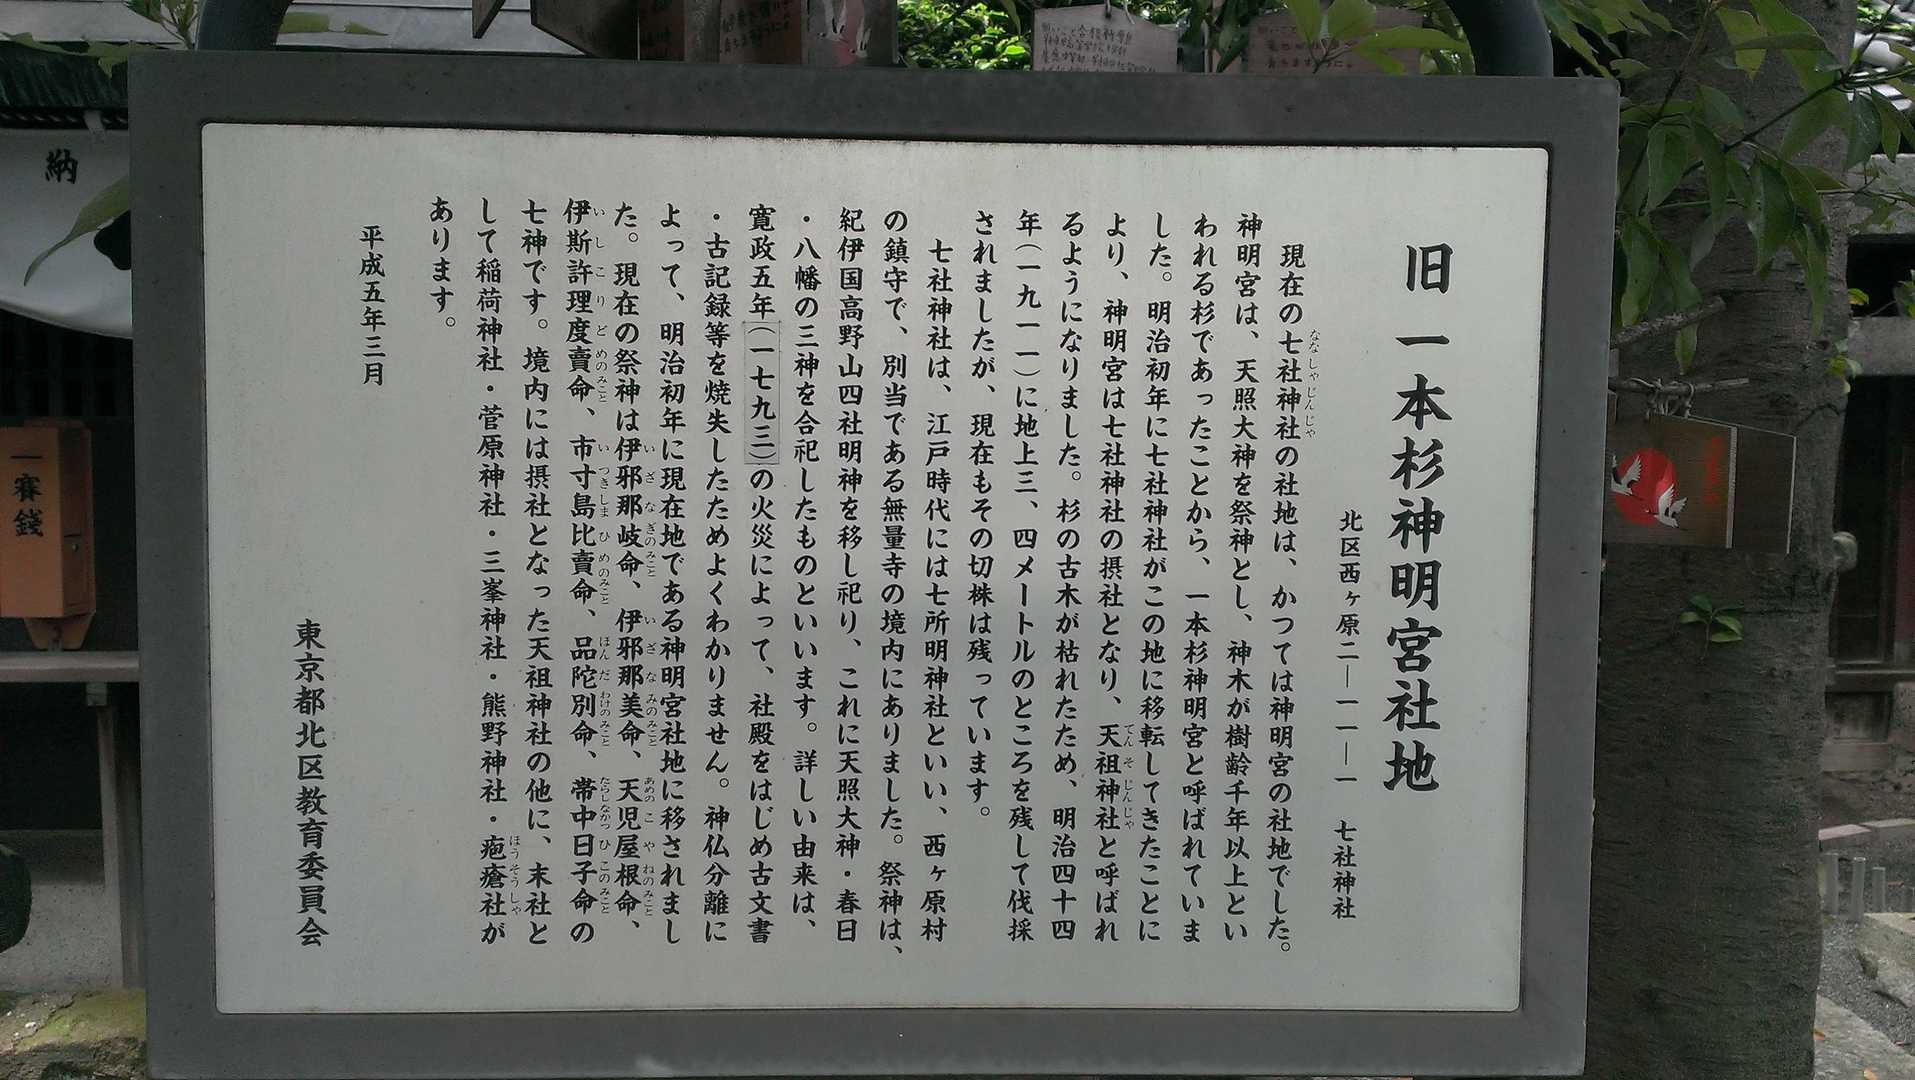 旧一本杉神明宮社地
北区西ヶ原二―一一―一　七社神社
現在の七社神社の社地は、かつては神明宮の社地でした。
神明宮は、天照大神を祭神とし、神木が樹齢千年以上とい
われる杉であったことから、一本杉神明宮と呼ばれていま
した。明治初年に七社神社がこの地に移転してきたことに
より、神明宮は七社神社の摂社となり、天祖神社と呼ばれ
るようになりました。杉の古木が枯れたため、明治四十四
年(一九一一)に地上三、四メートルのところを残して伐採
されましたが、現在もその切株は残っています。
七社神社は、江戸時代には七所明神社といい、西ヶ原村
の鎮守で、別当である無量寺の境内にありました。祭神は、
紀伊国高野山四社明神を移し祀り、これに天照大神・春日
・八幡の三神を合祀したものといいます。詳しい由来は、
寛政五年(一七九三)の火災によって、社殿をはじめ古文書
・古記録等を焼失したためよくわかりません。神仏分離に
よって、明治初年に現在地である神明宮社地に移されまし
た。現在の祭神は伊邪那岐命、伊邪那美命、天児屋根命、
伊斯許理度賣命、市寸島比賣命、品陀別命、帯中日子命の
七神です。境内には摂社となった天祖神社の他に、末社と
して稲荷神社・菅原神社・三峯神社・熊野神社・疱瘡社が
あります。
平成五年三月
東京都北区教育委員会
納
賽銭